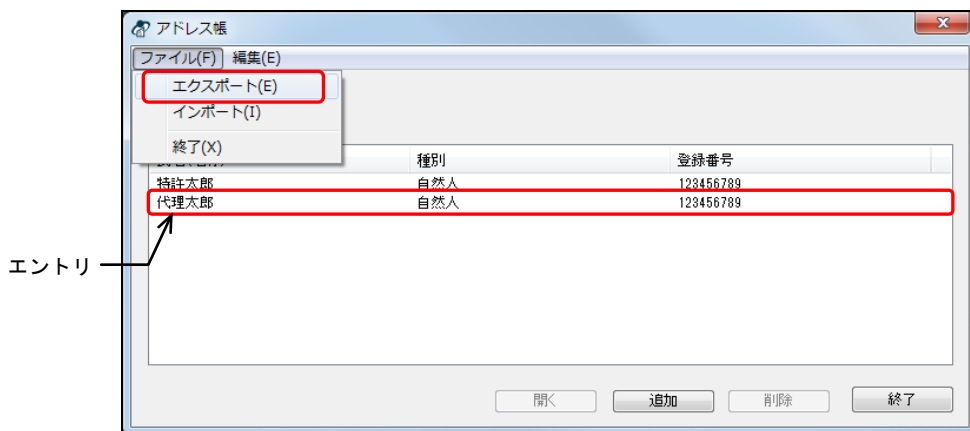 アドレス帳
ファイル(F) 編集(E)
エクスポート(E)
インポート(I)
終了(X)
種別 登録番号
特許太郎 自然人 123456789
代理太郎 自然人 123456789
エントリ
開く 追加 削除 終了